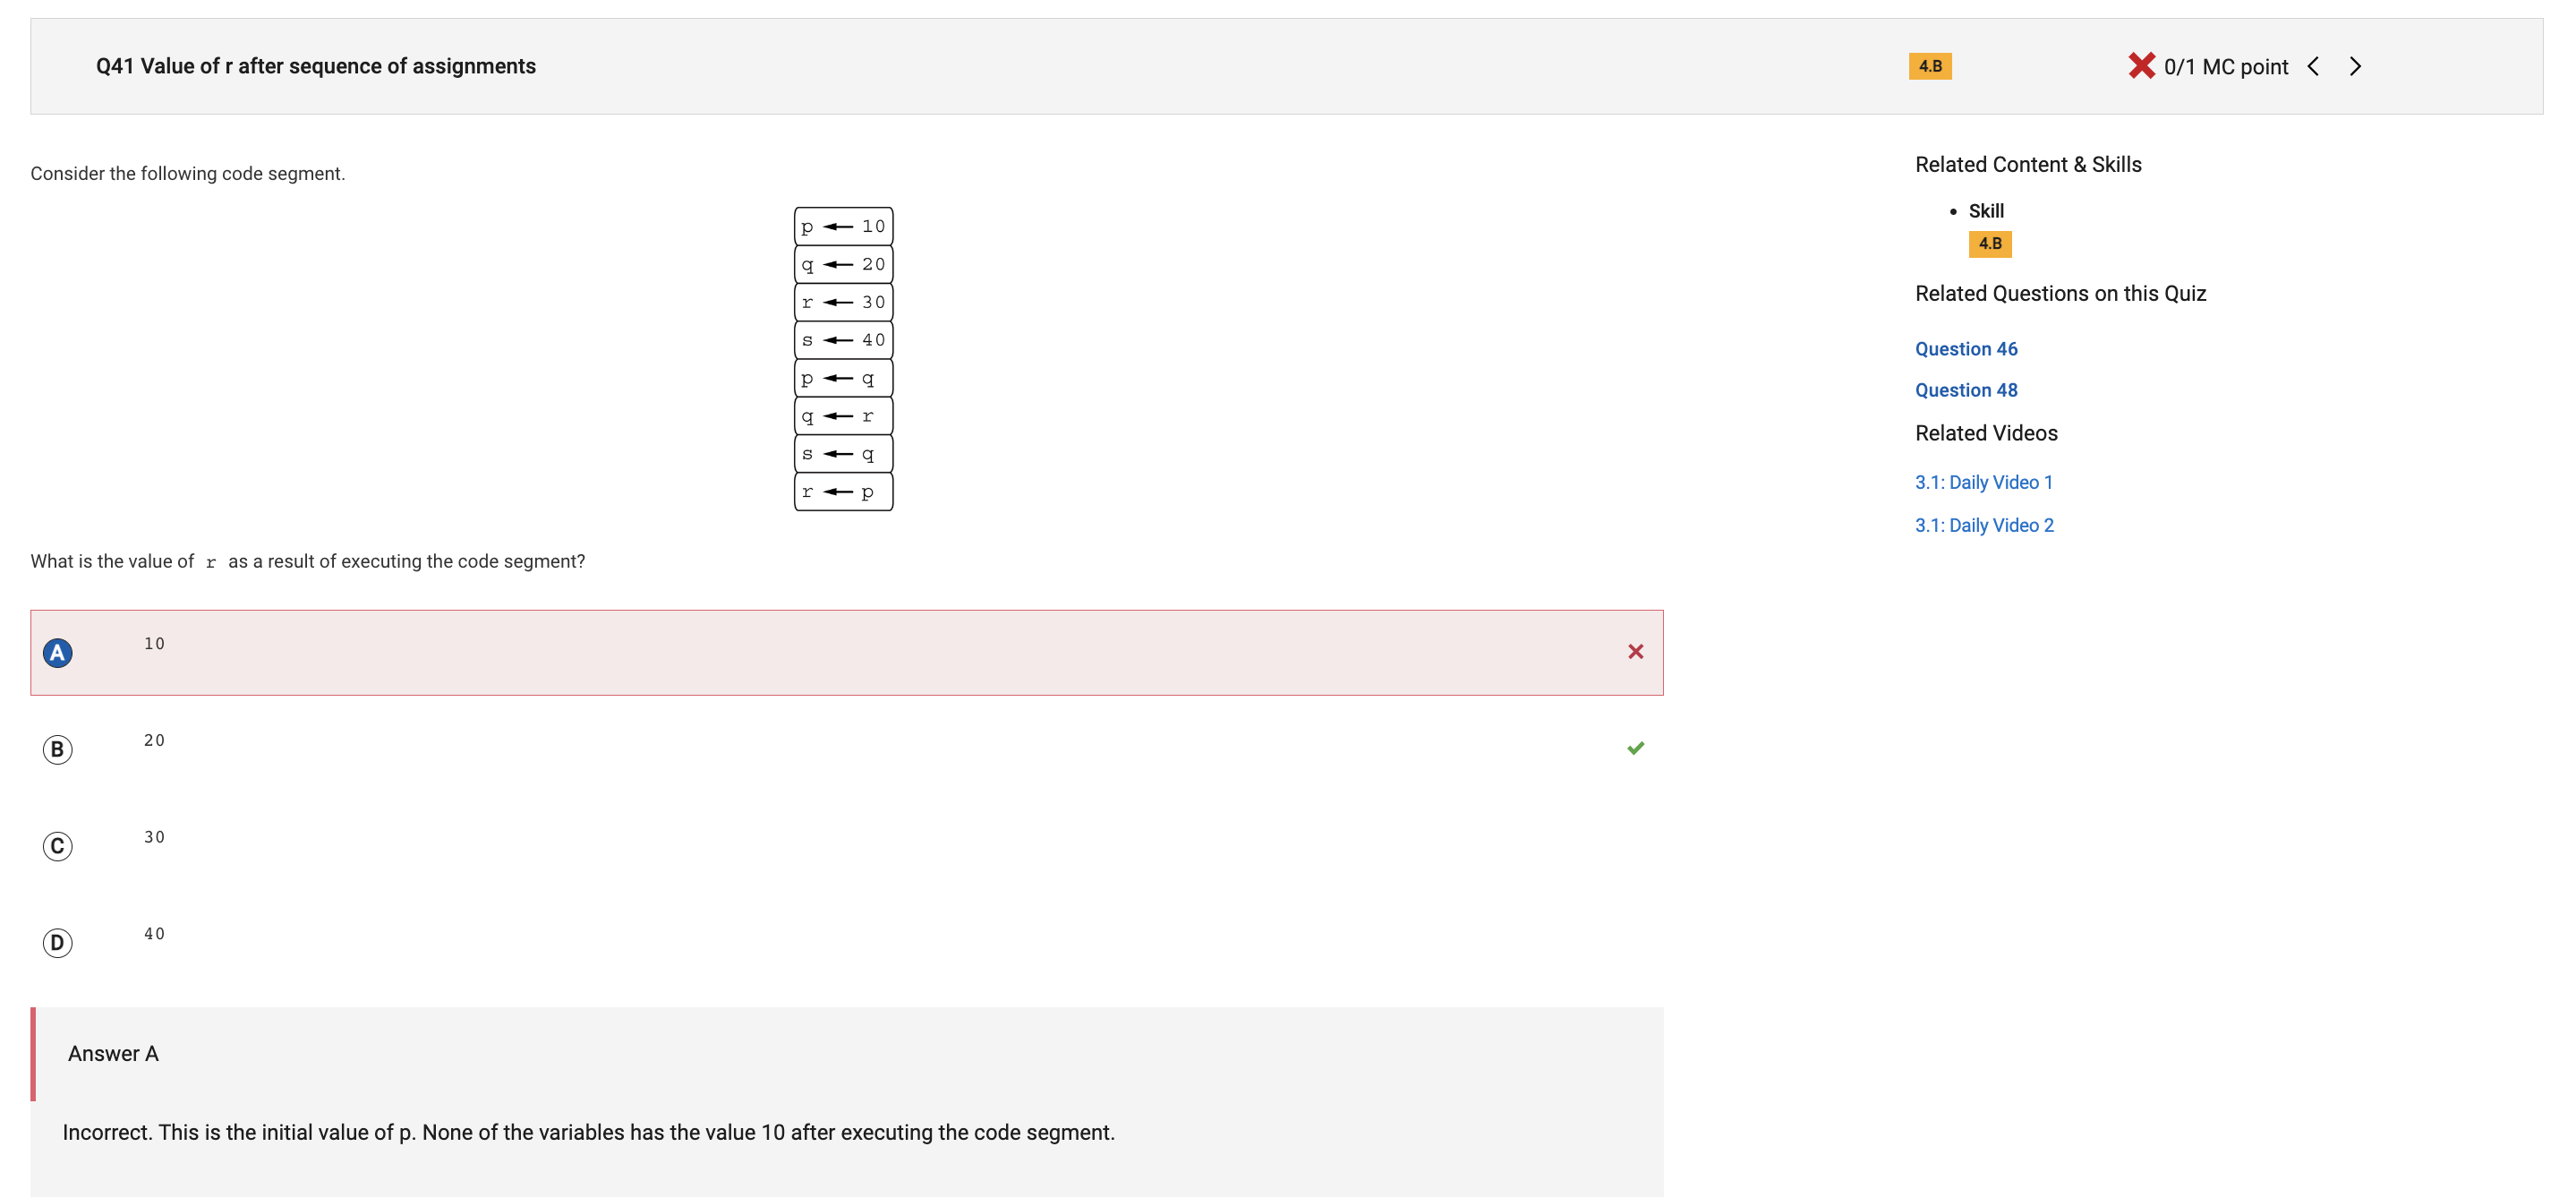 Q41 Value of r after sequence of assignments
4.B
0/1 MC point
Consider the following code segment.
p ← 10
q ← 20
r ← 30
s ← 40
p ← q
q ← r
s ← q
r ← p
What is the value of r as a result of executing the code segment?
A 10
B 20
C 30
D 40
Answer A
Incorrect. This is the initial value of p. None of the variables has the value 10 after executing the code segment.
Related Content & Skills
• Skill
4.B
Related Questions on this Quiz
Question 46
Question 48
Related Videos
3.1: Daily Video 1
3.1: Daily Video 2